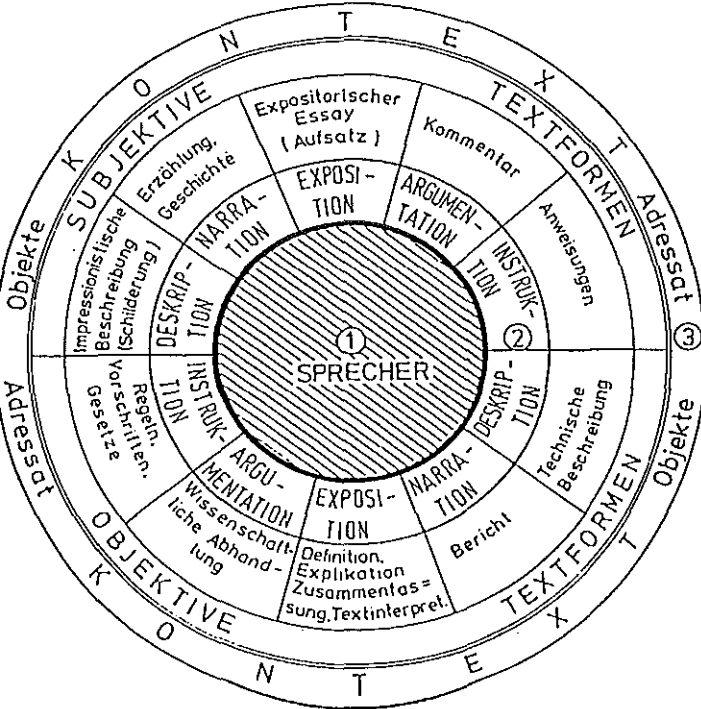 KONTEXT
Objekte
Adressat
SUBJEKTIVE
TEXTFORMEN
Impressionistische
Beschreibung
(Schilderung)
Erzählung,
Geschichte
Expositorischer
Essay
(Aufsatz)
Kommentar
Anweisungen
DESKRIP-
TION
NARRA-
TION
EXPOSI-
TION
ARGUMEN-
TATION
INSTRUK-
TION
①
SPRECHER
②
③
INSTRUK-
TION
ARGU-
MENTATION
EXPOSI-
TION
NARRA-
TION
DESKRIP-
TION
Regeln,
Vorschriften,
Gesetze
Wissenschaft-
liche Abhand-
lung
Definition,
Explikation
Zusammenfas=
sung,Textinterpret.
Bericht
Technische
Beschreibung
OBJEKTIVE
TEXTFORMEN
Adressat
Objekte
KONTEXT